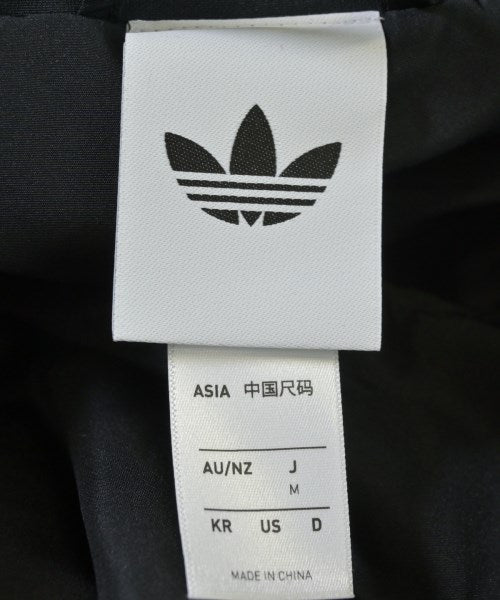 ASIA 中国尺码
AU/NZ J
M
KR US D
MADE IN CHINA